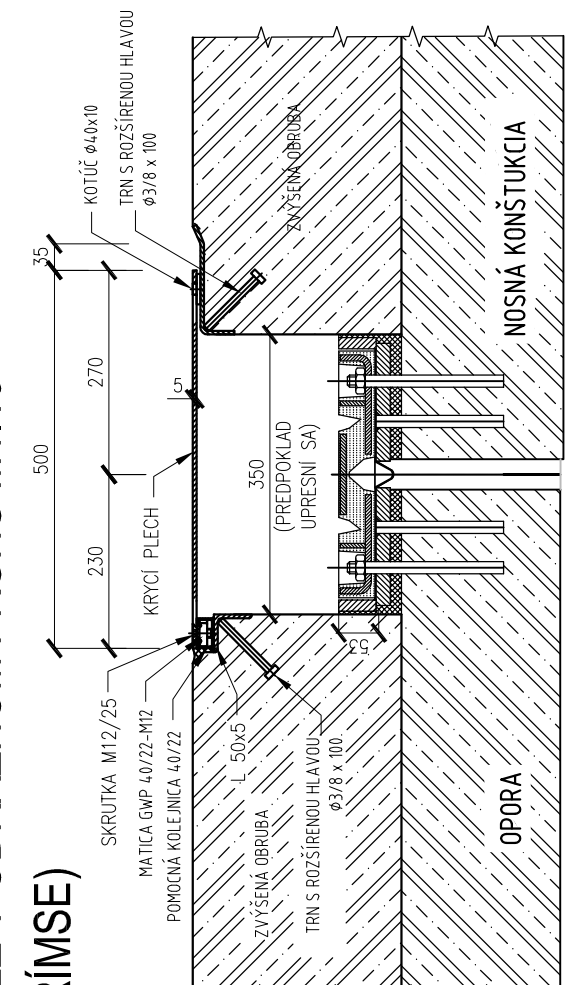 RÍMSE)
SKRUTKA M12/25
MATICA GWP 40/22-M12
POMOCNÁ KOLEJNICA 40/22
500
35
230
270
KOTÚČ ø40x10
TRN S ROZŠÍRENOU HLAVOU
ø3/8 x 100
KRYCÍ PLECH
5
L 50x5
350
(PREDPOKLAD
UPRESNÍ SA)
53
ZVÝŠENÁ OBRUBA
TRN S ROZŠÍRENOU HLAVOU
ø3/8 x 100
ZVÝŠENÁ OBRUBA
OPORA
NOSNÁ KONŠTUKCIA